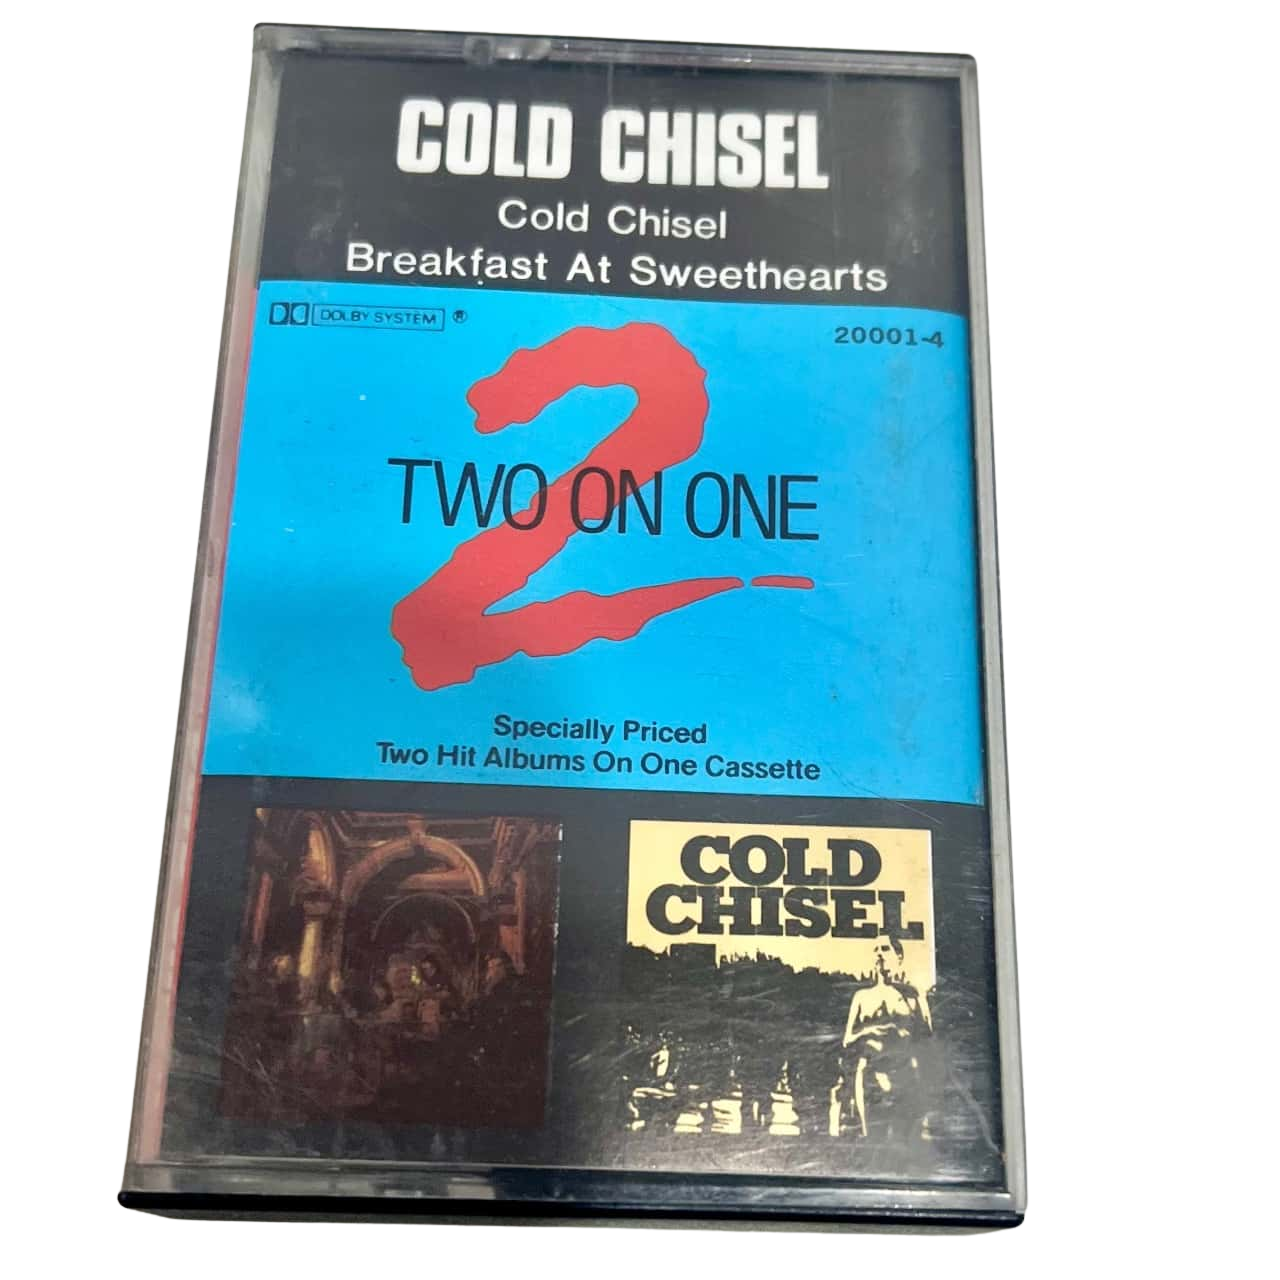 COLD CHISEL
Cold Chisel
Breakfast At Sweethearts
DOLBY SYSTEM ®
20001-4
2
TWO ON ONE
Specially Priced
Two Hit Albums On One Cassette
COLD
CHISEL